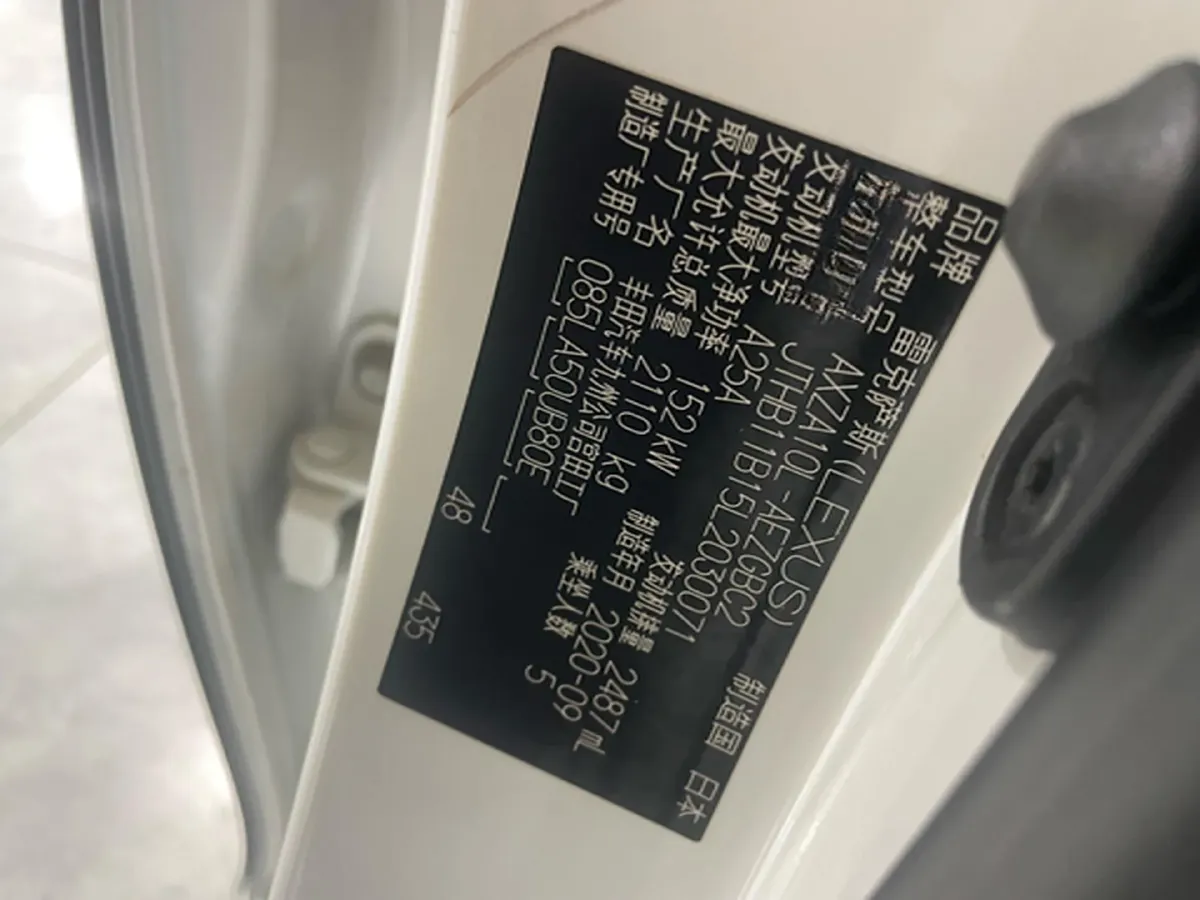 品牌 雷克萨斯 (LEXUS) 制造国 日本
整车型号 AXZA10L-AEZGBC2
JTHB11B15L2030071
发动机型号 A25A 发动机排量 2487 mL
发动机最大净功率 152 kW 制造年月 2020-09
最大允许总质量 2110 kg 乘坐人数 5
生产厂名 丰田汽车九州公司宫田工厂
制造厂专用号 085LA50UB80E
48 435